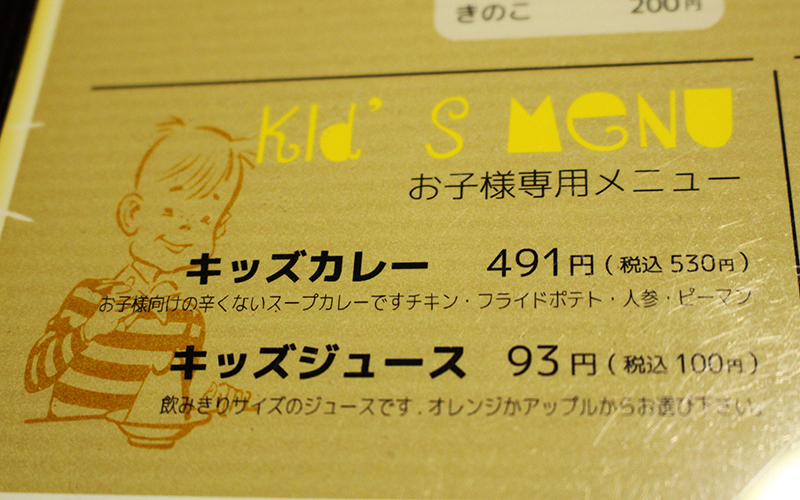 きのこ 200円
KId's MENU
お子様専用メニュー
キッズカレー 491円(税込530円)
お子様向けの辛くないスープカレーですチキン・フライドポテト・人参・ピーマン
キッズジュース 93円(税込100円)
飲みきりサイズのジュースです.オレンジかアップルからお選び下さい。